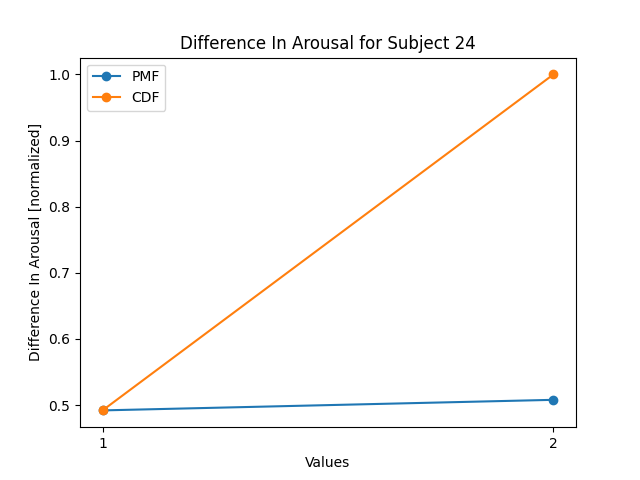 Difference In Arousal for Subject 24
PMF
CDF
Difference In Arousal [normalized]
1.0
0.9
0.8
0.7
0.6
0.5
1
2
Values